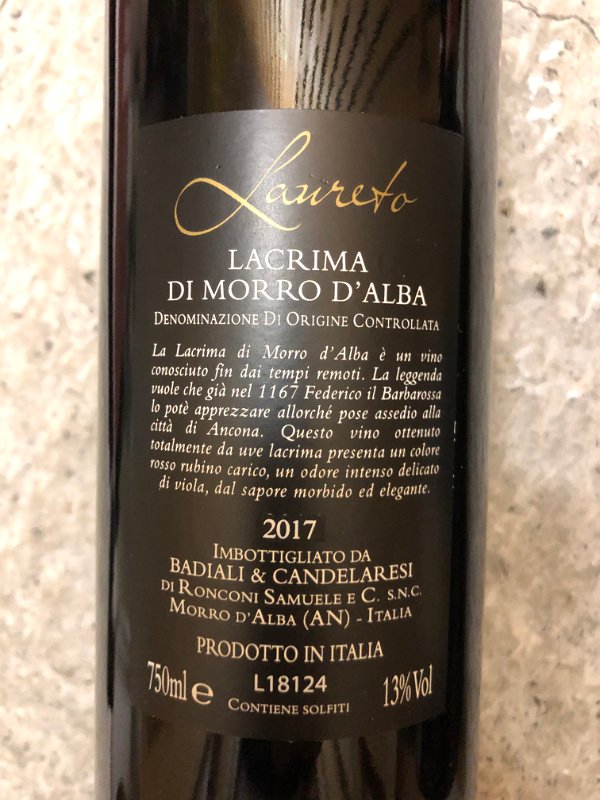 Laureto
LACRIMA
DI MORRO D'ALBA
DENOMINAZIONE DI ORIGINE CONTROLLATA
La Lacrima di Morro d'Alba è un vino
conosciuto fin dai tempi remoti. La leggenda
vuole che già nel 1167 Federico il Barbarossa
lo potè apprezzare allorché pose assedio alla
città di Ancona. Questo vino ottenuto
totalmente da uve lacrima presenta un colore
rosso rubino carico, un odore intenso delicato
di viola, dal sapore morbido ed elegante.
2017
IMBOTTIGLIATO DA
BADIALI & CANDELARESI
DI RONCONI SAMUELE E C. S.N.C.
MORRO D'ALBA (AN) - ITALIA
PRODOTTO IN ITALIA
750ml e L18124 13% Vol
CONTIENE SOLFITI